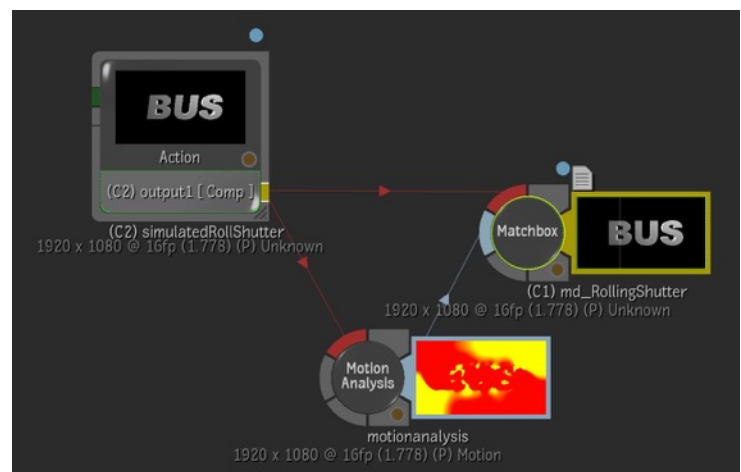 BUS
Action
(C2) output1 [ Comp ]
(C2) simulatedRollShutter
1920 x 1080 @ 16fp (1.778) (P) Unknown
Matchbox
BUS
(C1) md_RollingShutter
1920 x 1080 @ 16fp (1.778) (P) Unknown
Motion
Analysis
motionanalysis
1920 x 1080 @ 16fp (1.778) (P) Motion